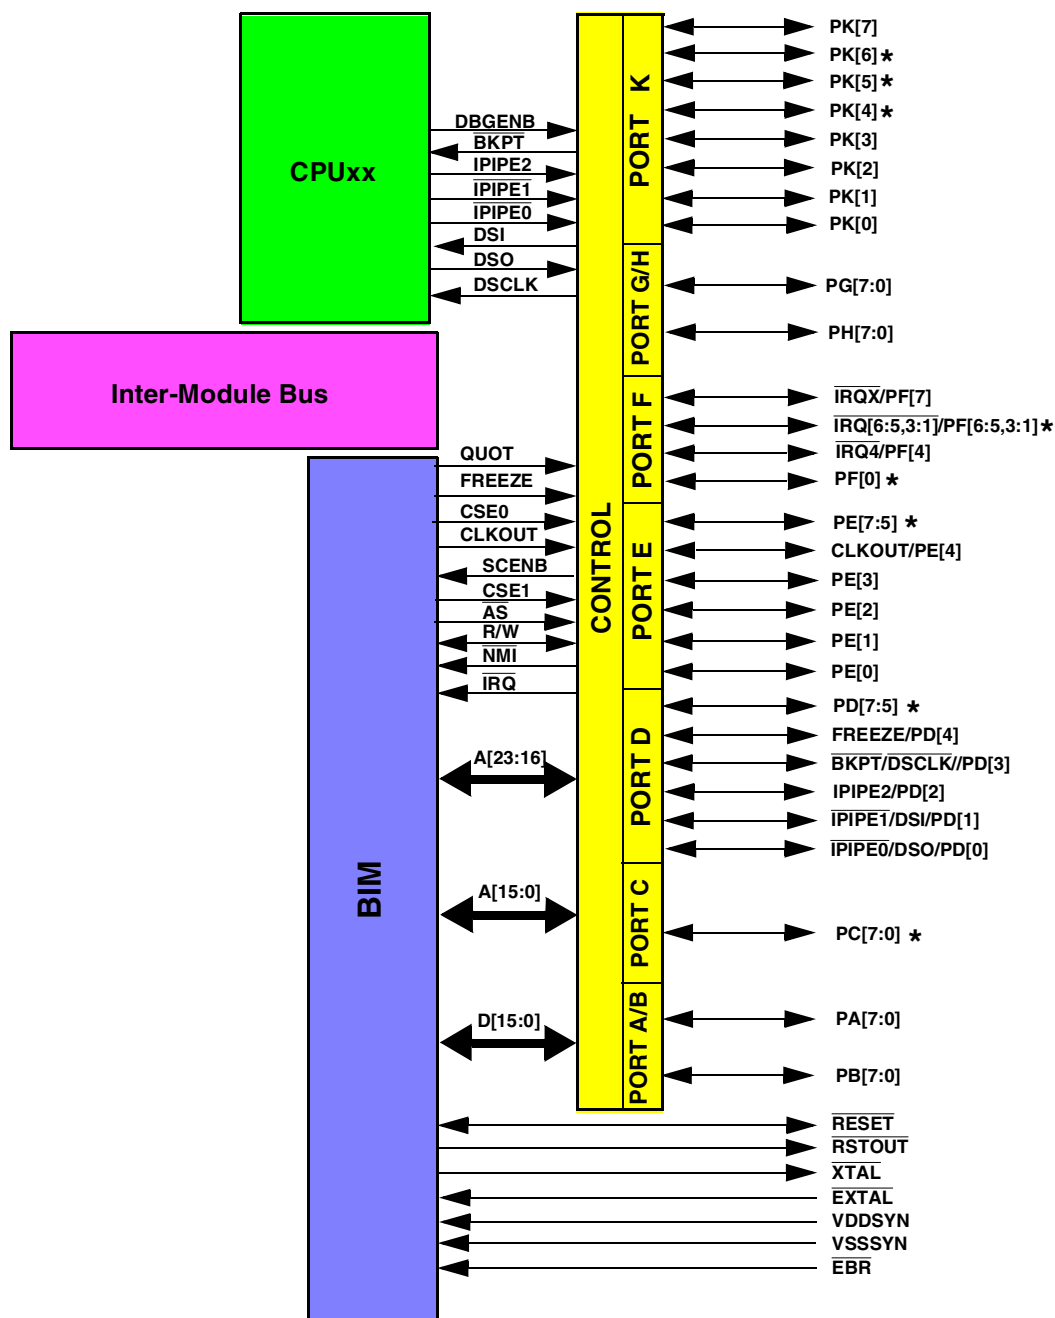 CPUxx
DBGENB
BKPT
IPIPE2
IPIPE1
IPIPE0
DSI
DSO
DSCLK
Inter-Module Bus
BIM
QUOT
FREEZE
CSE0
CLKOUT
SCENB
CSE1
AS
R/W
NMI
IRQ
A[23:16]
A[15:0]
D[15:0]
CONTROL
PORT K
PORT G/H
PORT F
PORT E
PORT D
PORT C
PORT A/B
PK[7]
PK[6]*
PK[5]*
PK[4]*
PK[3]
PK[2]
PK[1]
PK[0]
PG[7:0]
PH[7:0]
IRQX/PF[7]
IRQ[6:5,3:1]/PF[6:5,3:1]*
IRQ4/PF[4]
PF[0] *
PE[7:5] *
CLKOUT/PE[4]
PE[3]
PE[2]
PE[1]
PE[0]
PD[7:5] *
FREEZE/PD[4]
BKPT/DSCLK//PD[3]
IPIPE2/PD[2]
IPIPE1/DSI/PD[1]
IPIPE0/DSO/PD[0]
PC[7:0] *
PA[7:0]
PB[7:0]
RESET
RSTOUT
XTAL
EXTAL
VDDSYN
VSSSYN
EBR